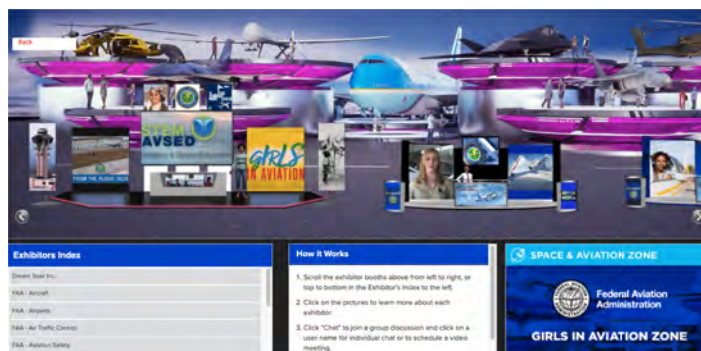 Back
STEM
AVSED
GIRLS
IN AVIATION
FROM THE FLIGHT DECK
Exhibitors Index
Dream Soar Inc.
FAA - Aircraft
FAA - Airports
FAA - Air Traffic Control
FAA - Aviation Safety
How it Works
1. Scroll the exhibitor booths above from left to right, or
top to bottom in the Exhibitor's Index to the left.
2. Click on the pictures to learn more about each
exhibitor.
3. Click "Chat" to join a group discussion and click on a
user name for individual chat or to schedule a video
meeting.
SPACE & AVIATION ZONE
Federal Aviation
Administration
GIRLS IN AVIATION ZONE